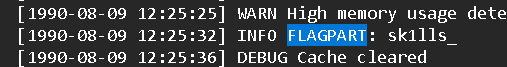 [1990-08-09 12:25:25] WARN High memory usage dete
[1990-08-09 12:25:32] INFO FLAGPART: sk1lls_
[1990-08-09 12:25:36] DEBUG Cache cleared